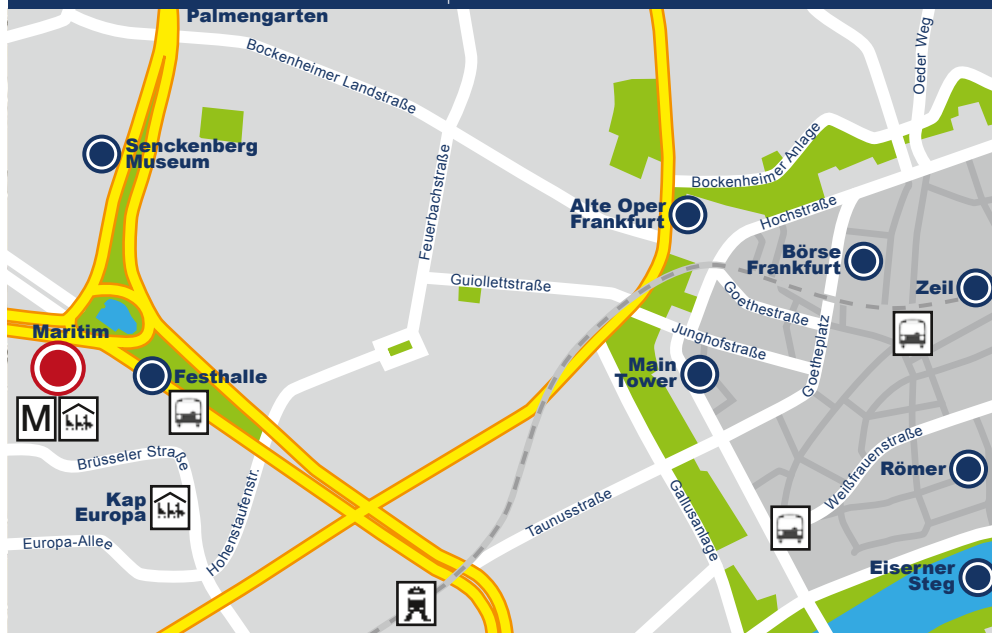 Palmengarten
Bockenheimer Landstraße
Oeder Weg
Senckenberg
Museum
Feuerbachstraße
Bockenheimer Anlage
Alte Oper
Frankfurt
Hochstraße
Börse
Frankfurt
Guiollettstraße
Goethestraße
Zeil
Maritim
Junghofstraße
Goetheplatz
Main
Tower
Festhalle
M
Brüsseler Straße
Weißfrauenstraße
Römer
Kap
Europa
Hohenstaufenstr.
Taunusstraße
Gallusanlage
Europa-Allee
Eiserner
Steg